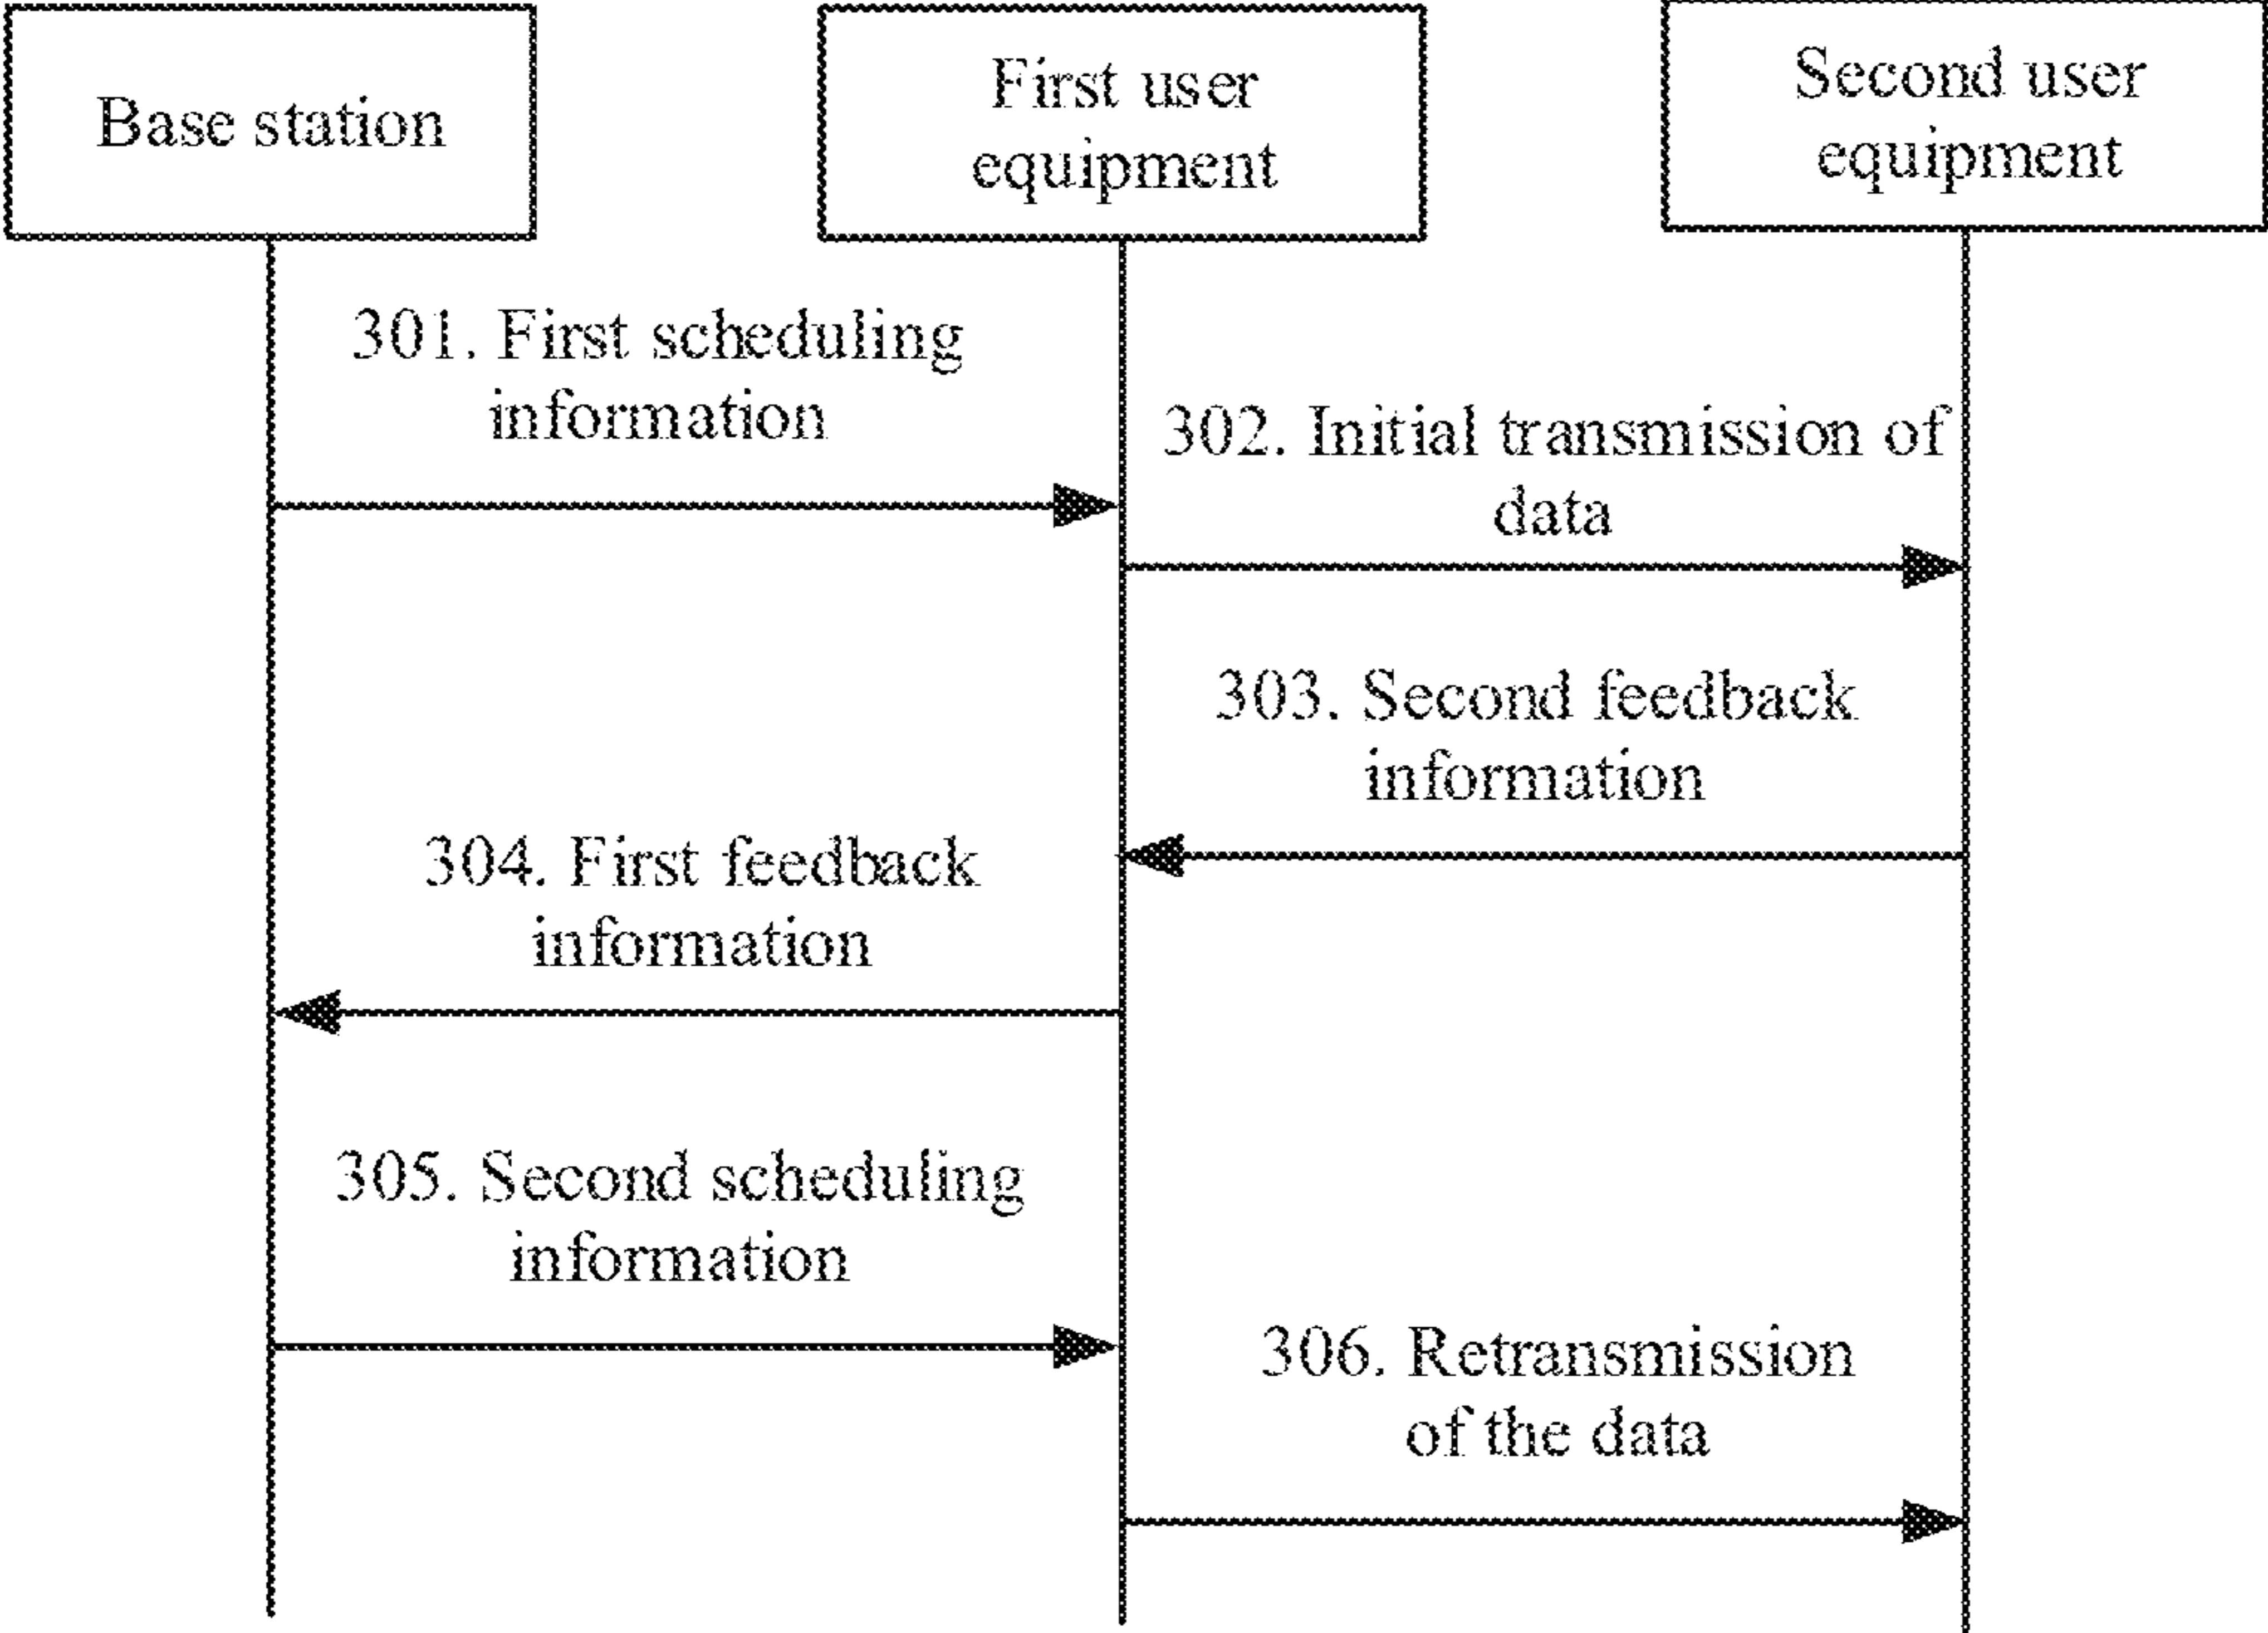 Base station
First user
equipment
Second user
equipment
301. First scheduling
information
302. Initial transmission of
data
303. Second feedback
information
304. First feedback
information
305. Second scheduling
information
306. Retransmission
of the data